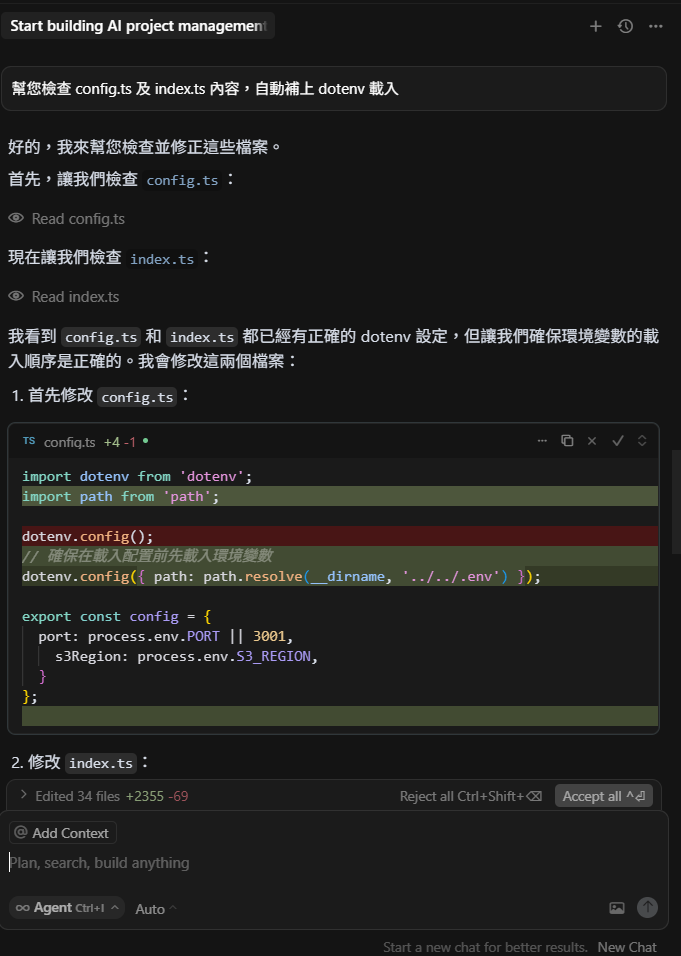 Start building AI project management
幫您檢查 config.ts 及 index.ts 內容，自動補上 dotenv 載入
好的，我來幫您檢查並修正這些檔案。
首先，讓我們檢查 config.ts：
Read config.ts
現在讓我們檢查 index.ts：
Read index.ts
我看到 config.ts 和 index.ts 都已經有正確的 dotenv 設定，但讓我們確保環境變數的載
入順序是正確的。我會修改這兩個檔案：
1. 首先修改 config.ts：
TS config.ts +4 -1
import dotenv from 'dotenv';
import path from 'path';
dotenv.config();
// 確保在載入配置前先載入環境變數
dotenv.config({ path: path.resolve(__dirname, '../../.env') });
export const config = {
port: process.env.PORT || 3001,
s3Region: process.env.S3_REGION,
}
};
2. 修改 index.ts：
Edited 34 files +2355 -69 Reject all Ctrl+Shift+⌫ Accept all ^⏎
@ Add Context
Plan, search, build anything
∞ Agent Ctrl+I Auto
Start a new chat for better results. New Chat